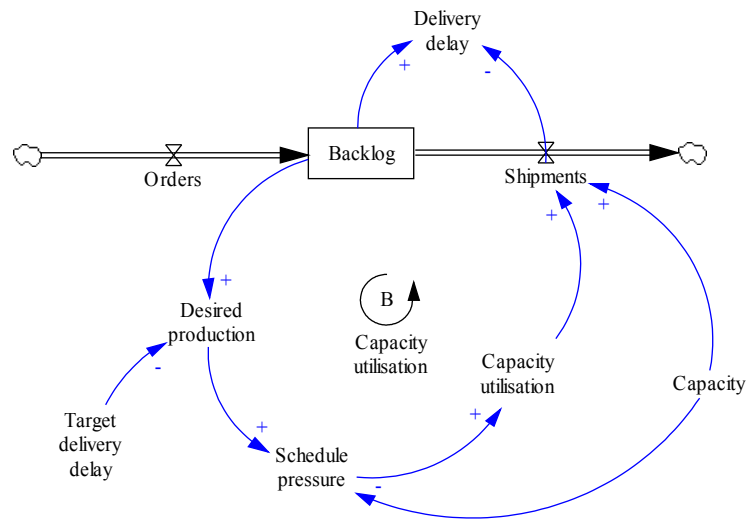 Delivery
delay
+
-
Backlog
Orders
Shipments
+
+
+
B
Desired
production
Capacity
utilisation
Capacity
utilisation
Capacity
-
Target
delivery
delay
+
+
Schedule
pressure
-